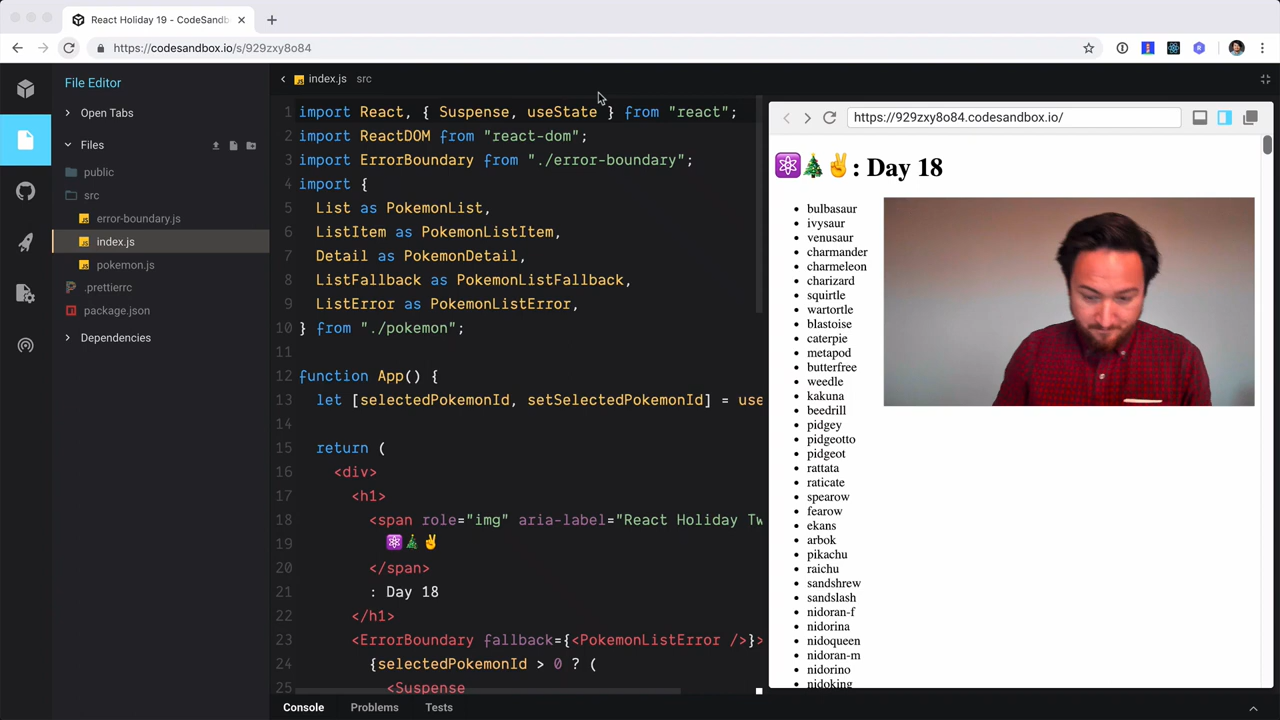 React Holiday 19 - CodeSandb
https://codesandbox.io/s/929zxy8o84
File Editor
Open Tabs
Files
public
src
error-boundary.js
index.js
pokemon.js
.prettierrc
package.json
Dependencies
index.js src
1 import React, { Suspense, useState } from "react";
2 import ReactDOM from "react-dom";
3 import ErrorBoundary from "./error-boundary";
4 import {
5 List as PokemonList,
6 ListItem as PokemonListItem,
7 Detail as PokemonDetail,
8 ListFallback as PokemonListFallback,
9 ListError as PokemonListError,
10 } from "./pokemon";
11
12 function App() {
13 let [selectedPokemonId, setSelectedPokemonId] = use
14
15 return (
16 <div>
17 <h1>
18 <span role="img" aria-label="React Holiday Tw
19 ⚛️🎄✌️
20 </span>
21 : Day 18
22 </h1>
23 <ErrorBoundary fallback={<PokemonListError />}>
24 {selectedPokemonId > 0 ? (
25 <Suspense
https://929zxy8o84.codesandbox.io/
⚛️🎄✌️: Day 18
bulbasaur
ivysaur
venusaur
charmander
charmeleon
charizard
squirtle
wartortle
blastoise
caterpie
metapod
butterfree
weedle
kakuna
beedrill
pidgey
pidgeotto
pidgeot
rattata
raticate
spearow
fearow
ekans
arbok
pikachu
raichu
sandshrew
sandslash
nidoran-f
nidorina
nidoqueen
nidoran-m
nidorino
nidoking
Console Problems Tests